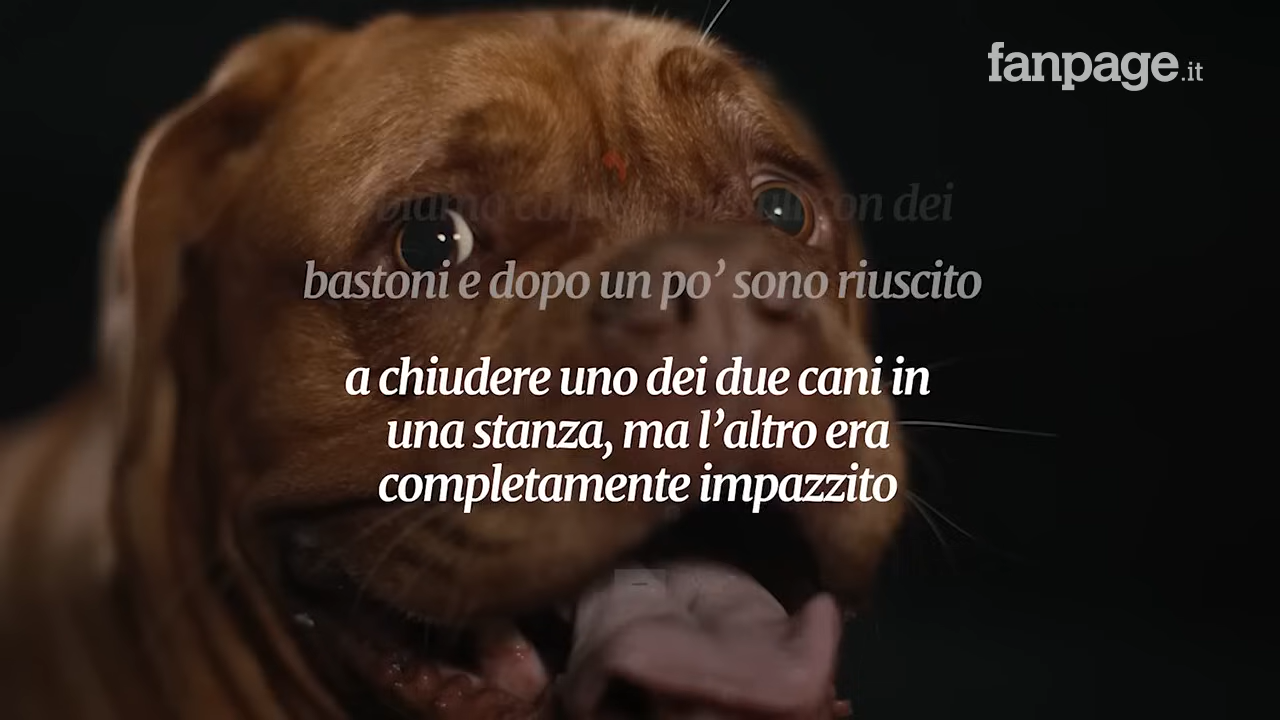 fanpage.it
con dei
bastoni e dopo un po’ sono riuscito
a chiudere uno dei due cani in
una stanza, ma l’altro era
completamente impazzito